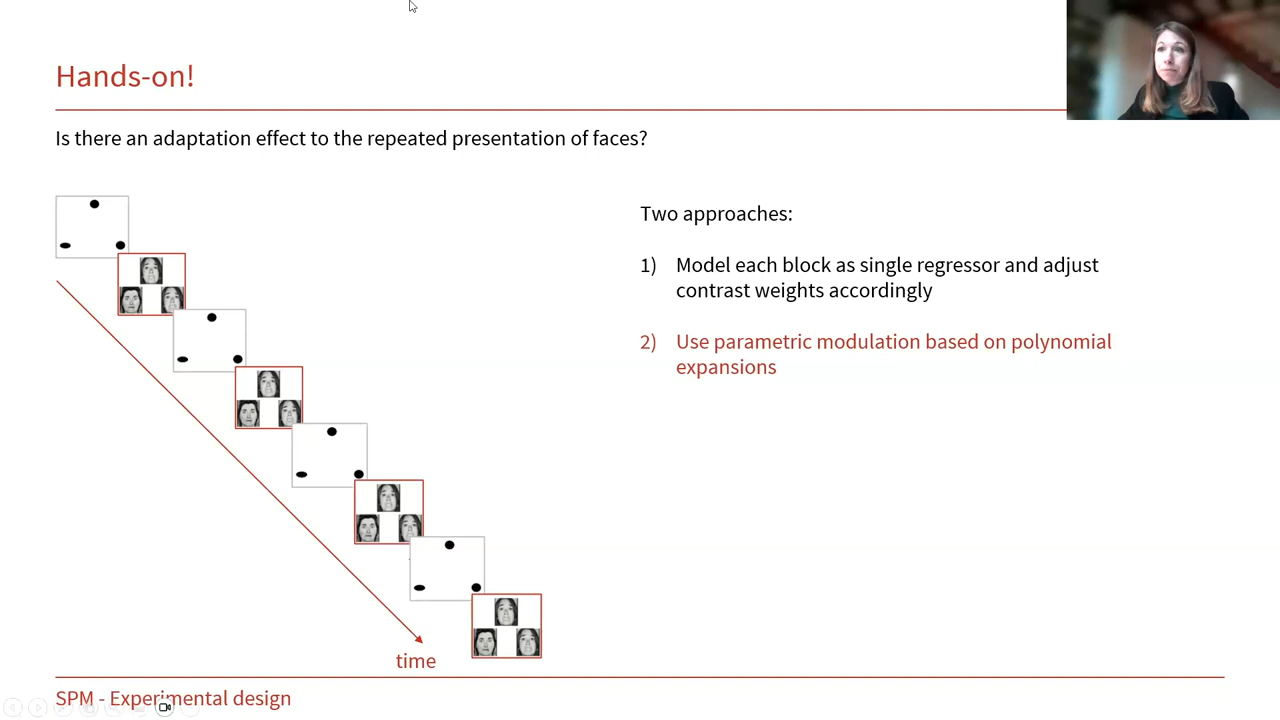 Hands-on!
Is there an adaptation effect to the repeated presentation of faces?
Two approaches:
1) Model each block as single regressor and adjust
contrast weights accordingly
2) Use parametric modulation based on polynomial
expansions
time
SPM - Experimental design